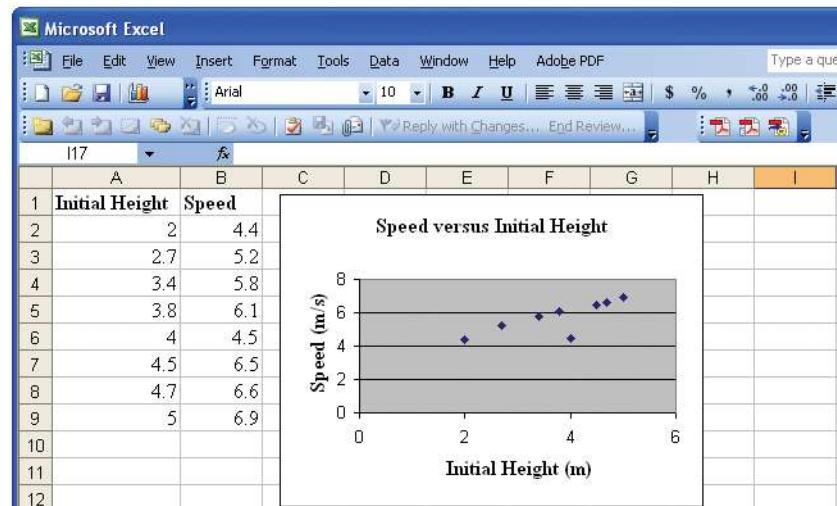 Microsoft Excel
File Edit View Insert Format Tools Data Window Help Adobe PDF Type a que
Arial 10 B I U $ % , .00 .00
Reply with Changes... End Review...
I17 fx
A B C D E F G H I
1 Initial Height Speed
2 2 4.4
3 2.7 5.2
4 3.4 5.8
5 3.8 6.1
6 4 4.5
7 4.5 6.5
8 4.7 6.6
9 5 6.9
10
11
12
Speed versus Initial Height
Speed (m/s)
8
6
4
2
0
0 2 4 6
Initial Height (m)